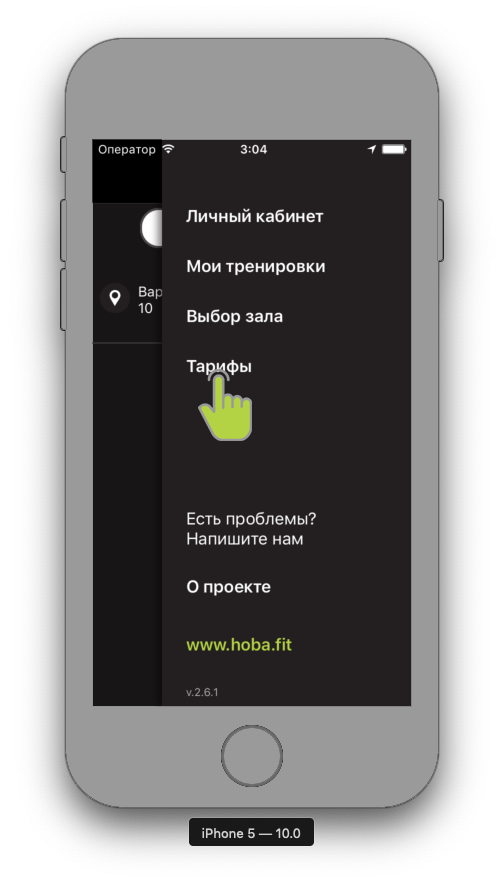 Оператор 3:04
Личный кабинет
Мои тренировки
Вар
10
Выбор зала
Тарифы
Есть проблемы?
Напишите нам
О проекте
www.hoba.fit
v.2.6.1
iPhone 5 — 10.0